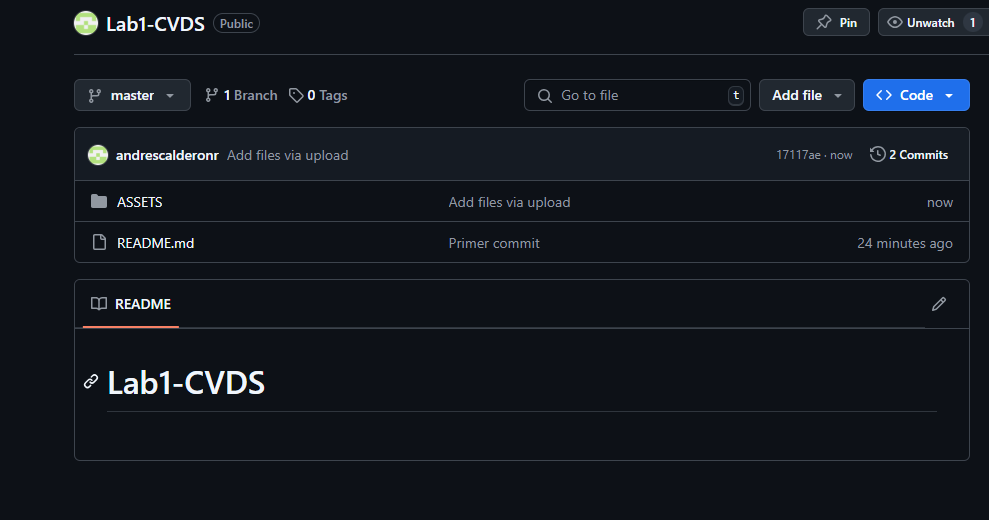 Lab1-CVDS Public Pin Unwatch 1
master 1 Branch 0 Tags Go to file t Add file Code
andrescalderonr Add files via upload 17117ae · now 2 Commits
ASSETS Add files via upload now
README.md Primer commit 24 minutes ago
README
Lab1-CVDS